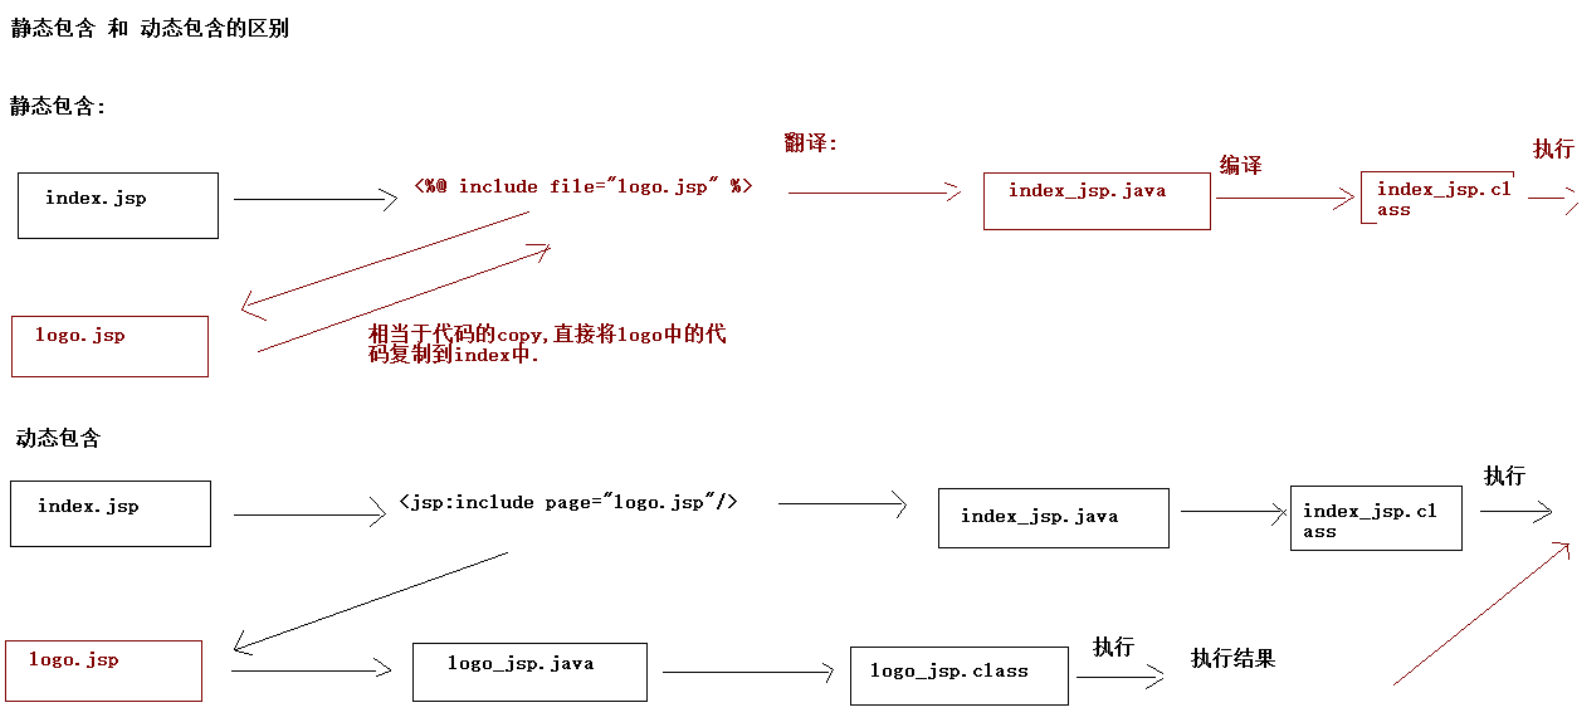 静态包含 和 动态包含的区别
静态包含:
翻译:
执行
编译
index.jsp
<%@ include file="logo.jsp" %>
index_jsp.java
index_jsp.cl
ass
logo.jsp
相当于代码的copy,直接将logo中的代
码复制到index中.
动态包含
执行
index.jsp
<jsp:include page="logo.jsp"/>
index_jsp.java
index_jsp.cl
ass
logo.jsp
logo_jsp.java
logo_jsp.class
执行
执行结果